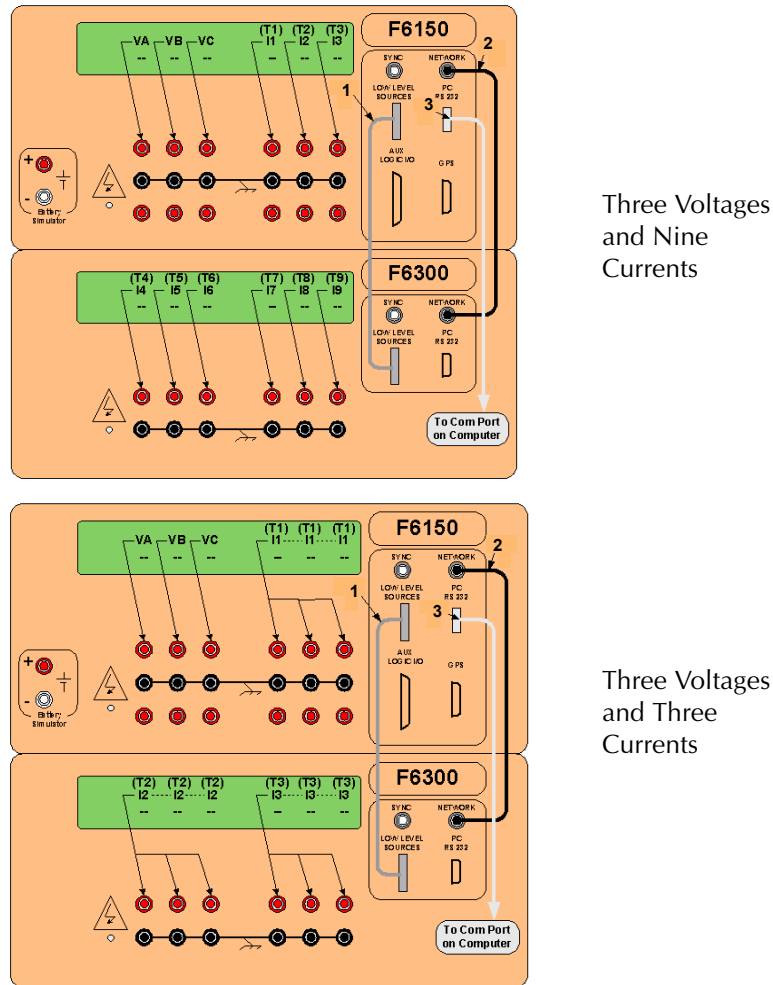 F6150
VA VB VC (T1) (T2) (T3)
I1 I2 I3
-- -- -- -- -- --
SYNC NETWORK
2
LOW LEVEL SOURCES
PC RS 232
1
3
AUX LOGIC I/O
GPS
+
-
Battery Simulator
F6300
(T4) (T5) (T6) (T7) (T8) (T9)
I4 I5 I6 I7 I8 I9
-- -- -- -- -- --
SYNC NETWORK
LOW LEVEL SOURCES
PC RS 232
To Com Port
on Computer
Three Voltages
and Nine
Currents
F6150
VA VB VC (T1) (T1) (T1)
I1 I1 I1
-- -- -- -- -- --
SYNC NETWORK
2
LOW LEVEL SOURCES
PC RS 232
1
3
AUX LOGIC I/O
GPS
+
-
Battery Simulator
F6300
(T2) (T2) (T2) (T3) (T3) (T3)
I2 I2 I2 I3 I3 I3
-- -- -- -- -- --
SYNC NETWORK
LOW LEVEL SOURCES
PC RS 232
To Com Port
on Computer
Three Voltages
and Three
Currents